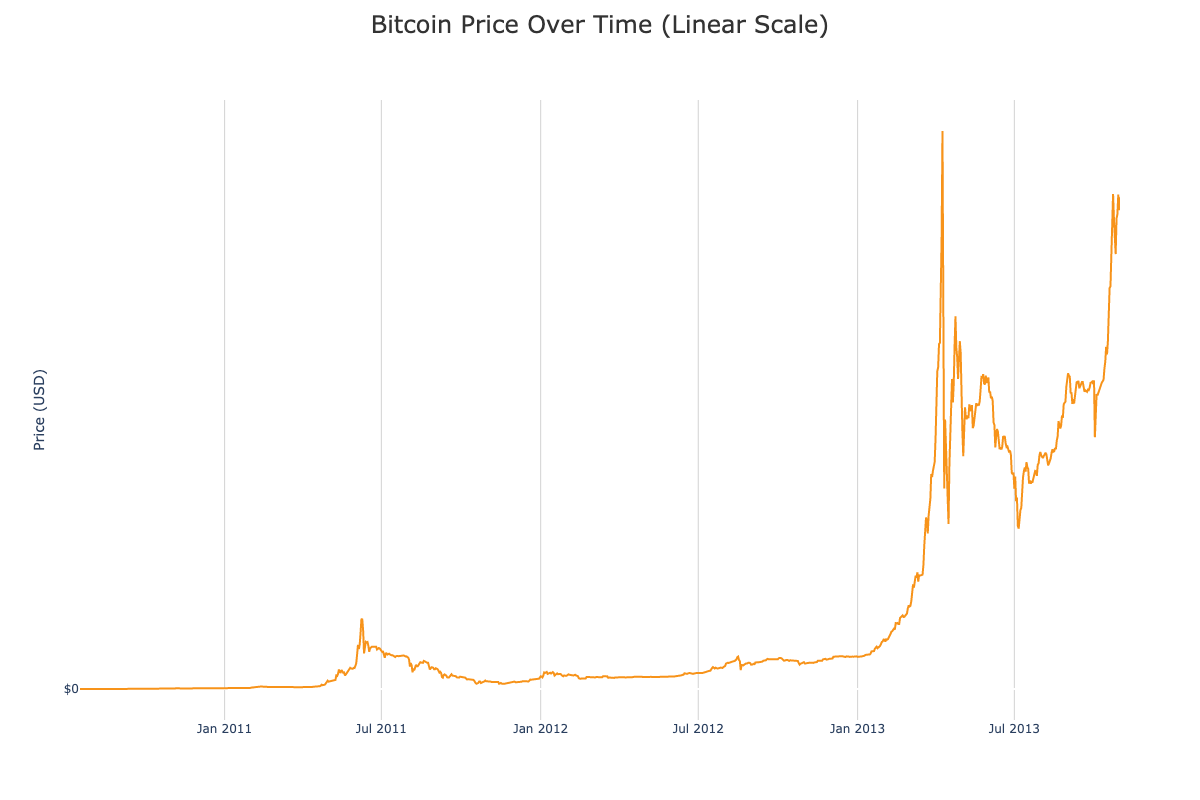 Bitcoin Price Over Time (Linear Scale)
Price (USD)
$0
Jan 2011
Jul 2011
Jan 2012
Jul 2012
Jan 2013
Jul 2013